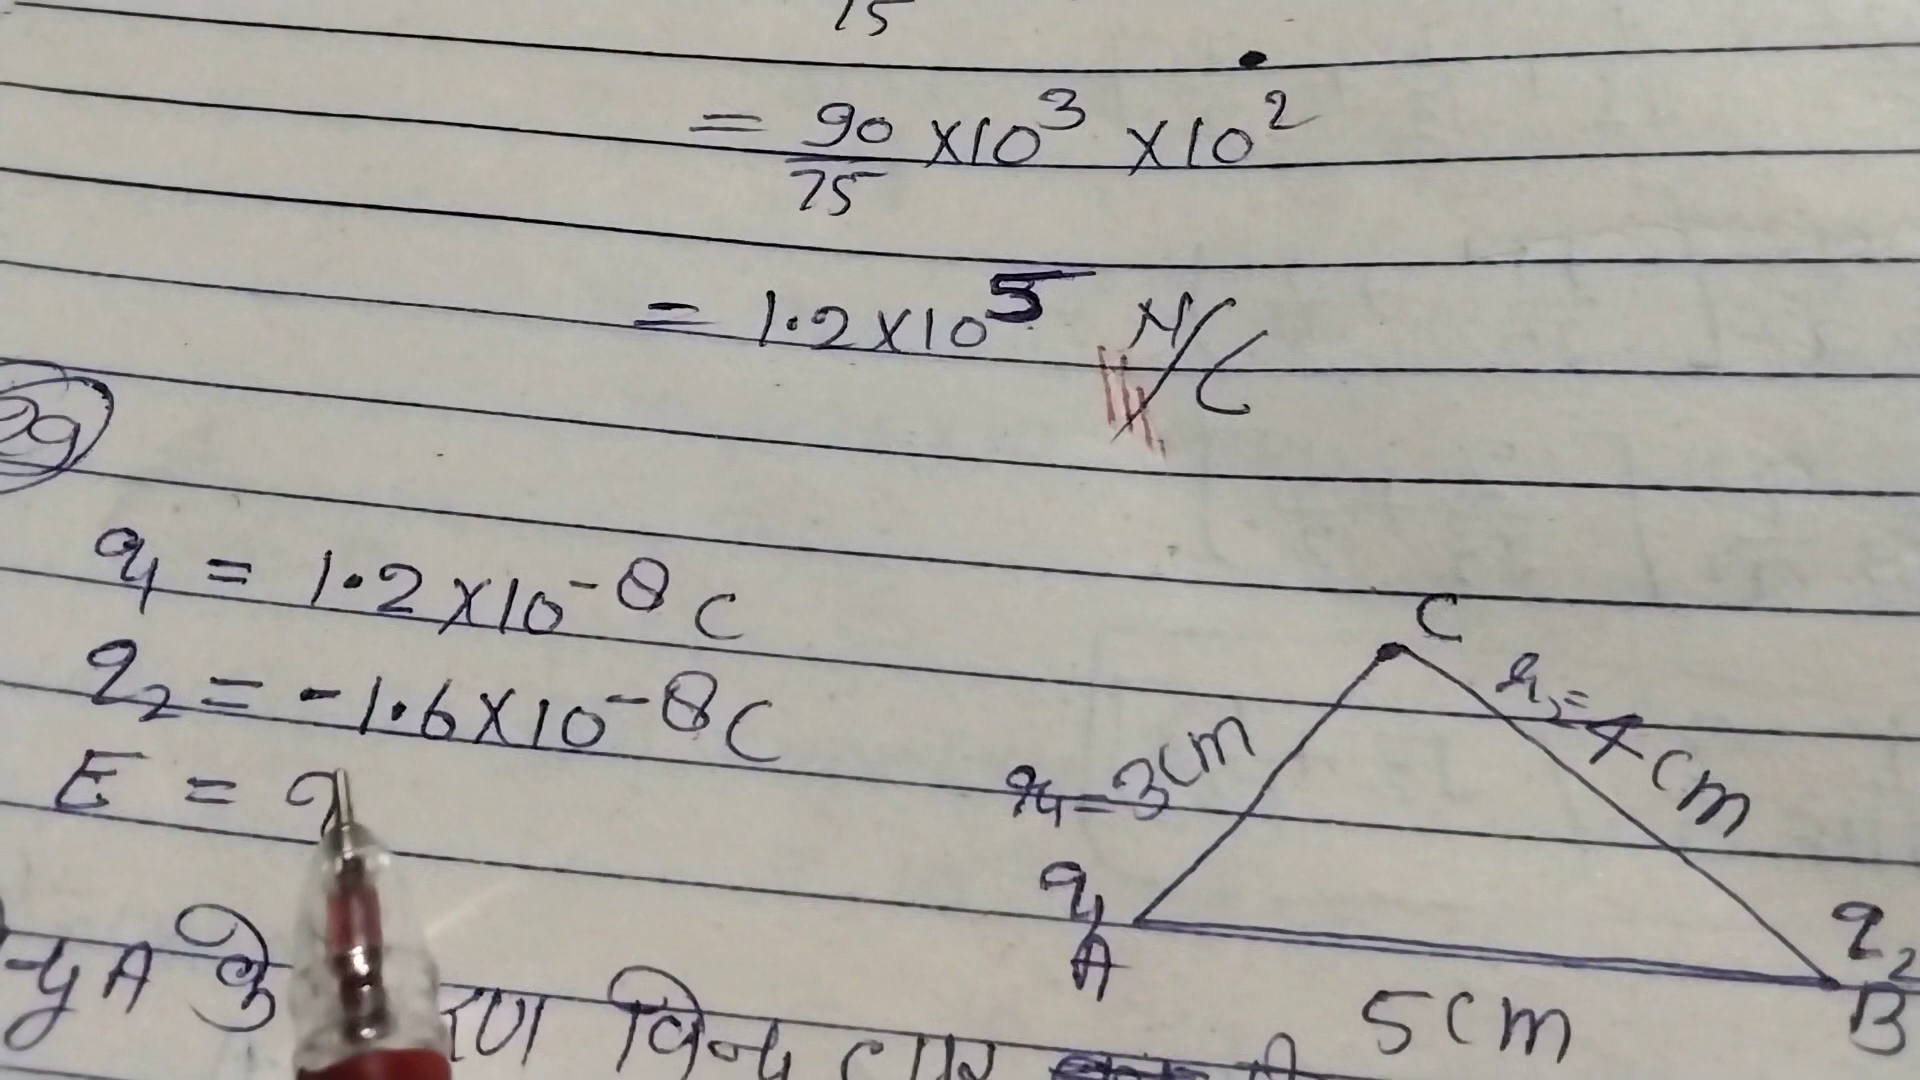 15
= 90/75 ×10³ ×10²
= 1.2×10⁵ N/C
29
q₁ = 1.2×10⁻⁸ C
q₂ = -1.6×10⁻⁸ C
E = ?
C
r₁=3cm
r₂=4cm
q₁
A
q₂
B
5cm
A के विन्दु